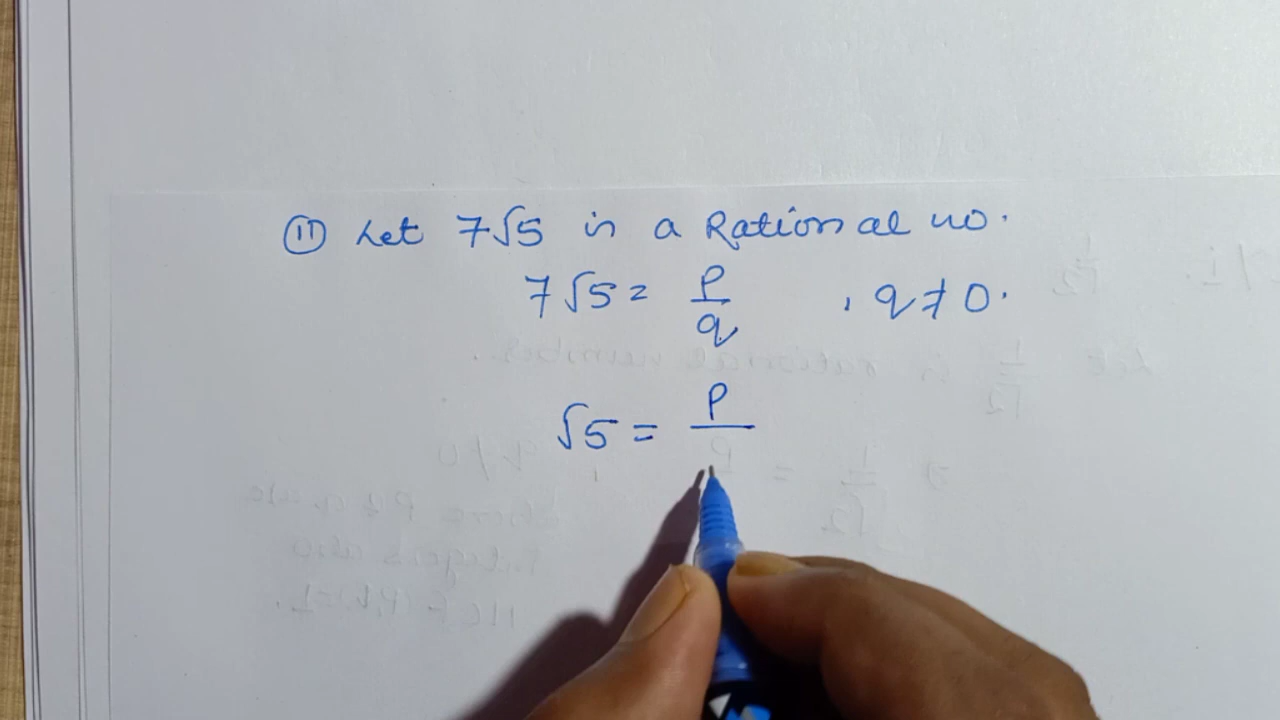 (ii) Let 7√5 is a Rational no.
7√5 = p/q , q ≠ 0.
√5 = p/